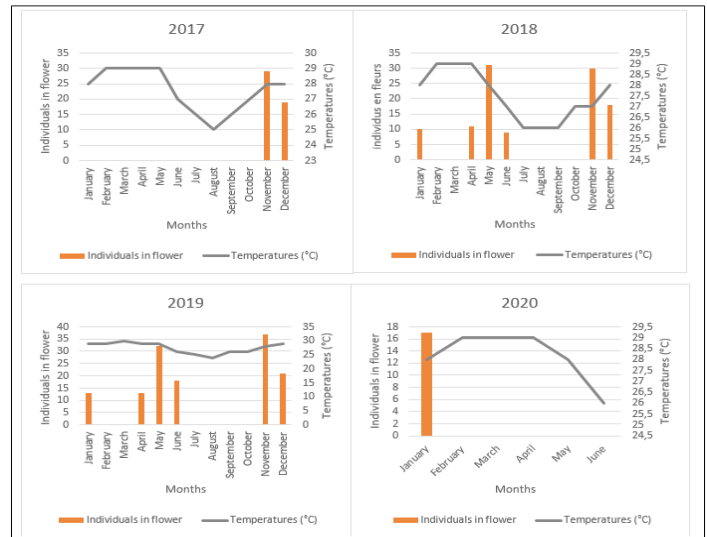 2017
Individuals in flower
35
30
25
20
15
10
5
0
30
29
28
27
26
25
24
23
Temperatures (°C)
January
February
March
April
May
June
July
August
September
October
November
December
Months
Individuals in flower
Temperatures (°C)
2018
individus en fleurs
35
30
25
20
15
10
5
0
29,5
29
28,5
28
27,5
27
26,5
26
25,5
25
24,5
Temperatures (°C)
January
February
March
April
May
June
July
August
September
October
November
December
Months
Individuals in flower
Temperatures (°C)
2019
Individuals in flower
40
35
30
25
20
15
10
5
0
35
30
25
20
15
10
5
0
Temperatures (°C)
January
February
March
April
May
June
July
August
September
October
November
December
Months
Individuals in flower
Temperatures (°C)
2020
Individuals in flower
18
16
14
12
10
8
6
4
2
0
29,5
29
28,5
28
27,5
27
26,5
26
25,5
25
24,5
Temperatures (°C)
January
February
March
April
May
June
Months
Individuals in flower
Temperatures (°C)